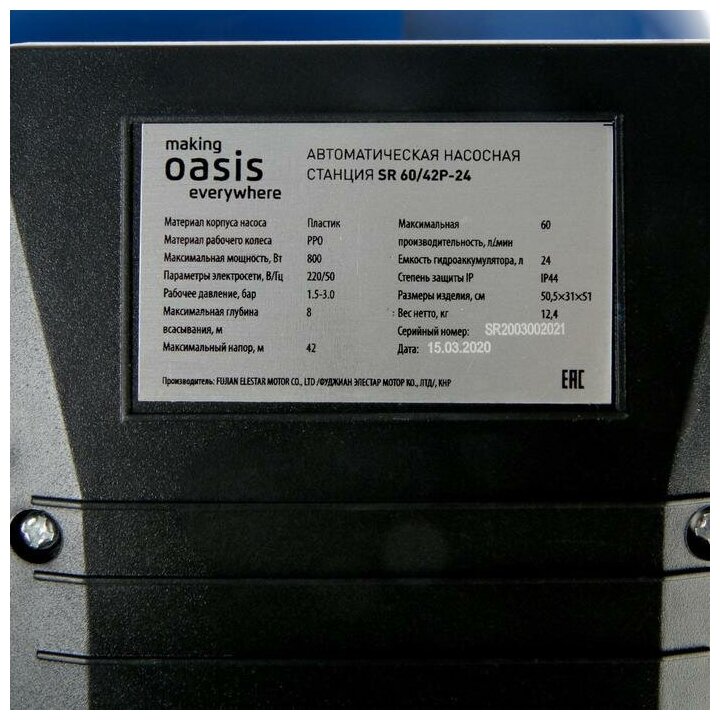 making
oasis
everywhere
АВТОМАТИЧЕСКАЯ НАСОСНАЯ
СТАНЦИЯ SR 60/42P-24
Материал корпуса насоса Пластик
Материал рабочего колеса PPO
Максимальная мощность, Вт 800
Параметры электросети, В/Гц 220/50
Рабочее давление, бар 1.5-3.0
Максимальная глубина 8
всасывания, м
Максимальный напор, м 42
Максимальная 60
производительность, л/мин
Емкость гидроаккумулятора, л 24
Степень защиты IP IP44
Размеры изделия, см 50,5×31×51
Вес нетто, кг 12,4
Серийный номер: SR2003002021
Дата: 15.03.2020
Производитель: FUJIAN ELESTAR MOTOR CO., LTD /ФУДЖИАН ЭЛЕСТАР МОТОР КО., ЛТД/, КНР
EAC